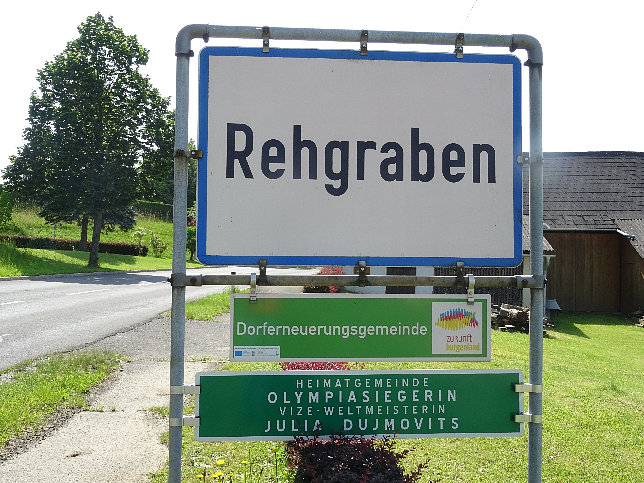 Rehgraben
Dorferneuerungsgemeinde
zukunft
burgenland
HEIMATGEMEINDE
OLYMPIASIEGERIN
VIZE-WELTMEISTERIN
JULIA DUJMOVITS